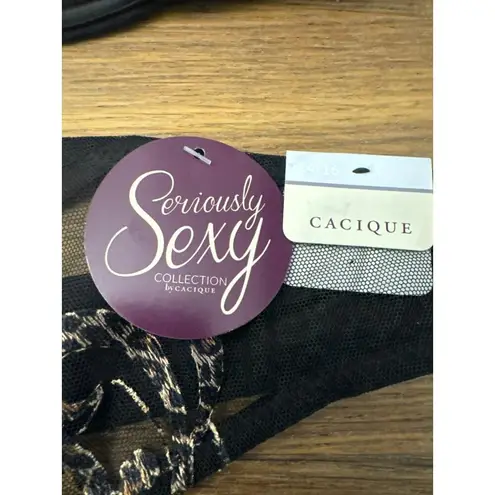 Seriously
Sexy
COLLECTION
by CACIQUE
CACIQUE